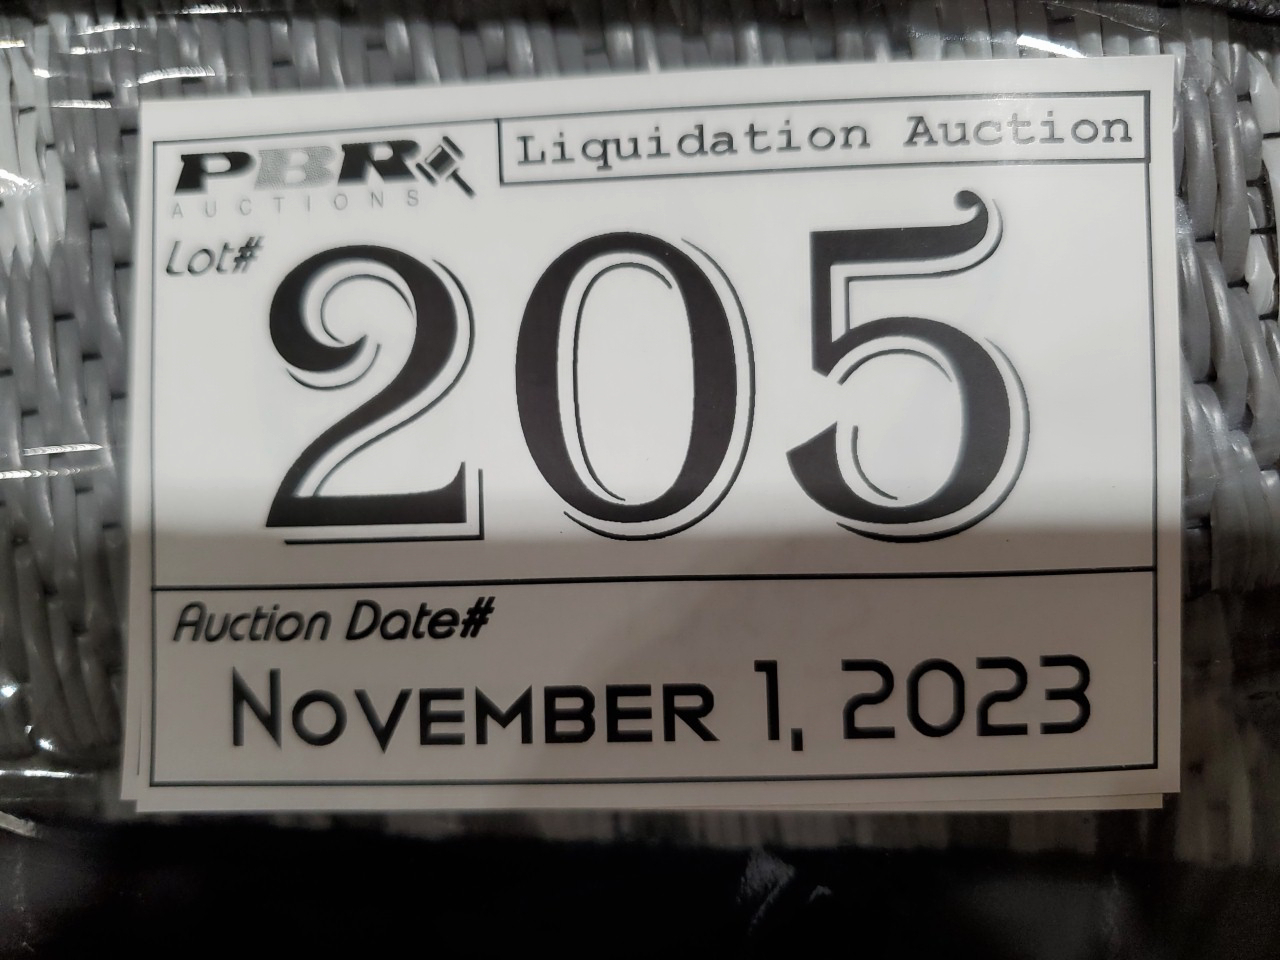 PBR
AUCTIONS
Liquidation Auction
Lot#
205
Auction Date#
NOVEMBER 1, 2023